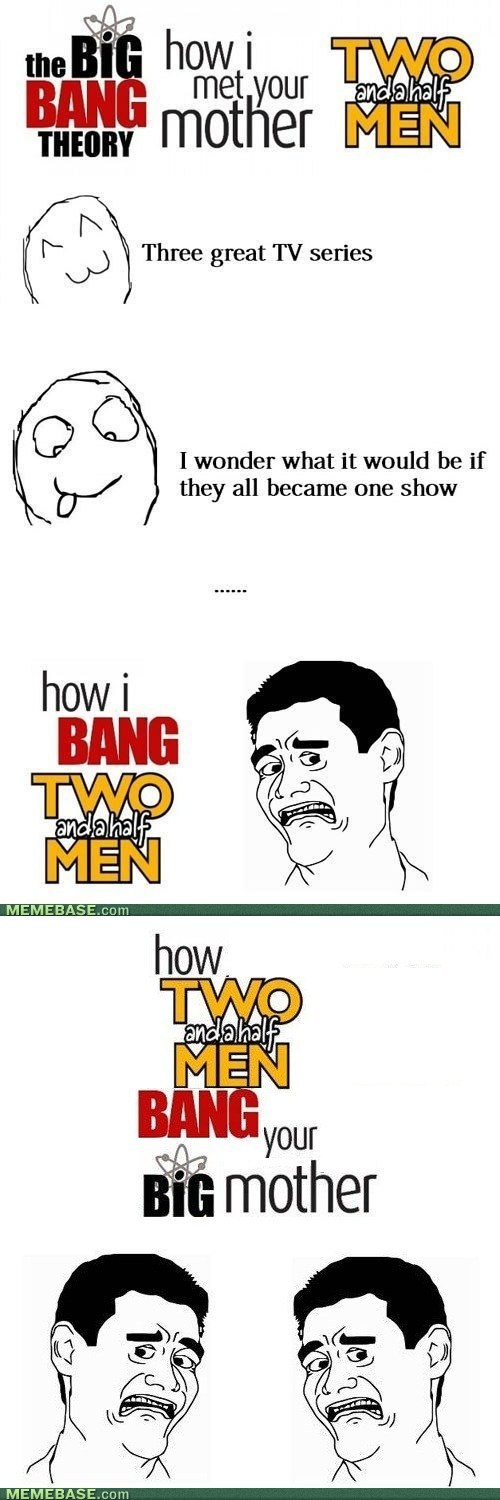 the BIG
BANG
THEORY
how i
met your
mother
TWO
and a half
MEN
Three great TV series
I wonder what it would be if
they all became one show
......
how i
BANG
TWO
and a half
MEN
MEMEBASE.com
how
TWO
and a half
MEN
BANG
your
BIG mother
MEMEBASE.com